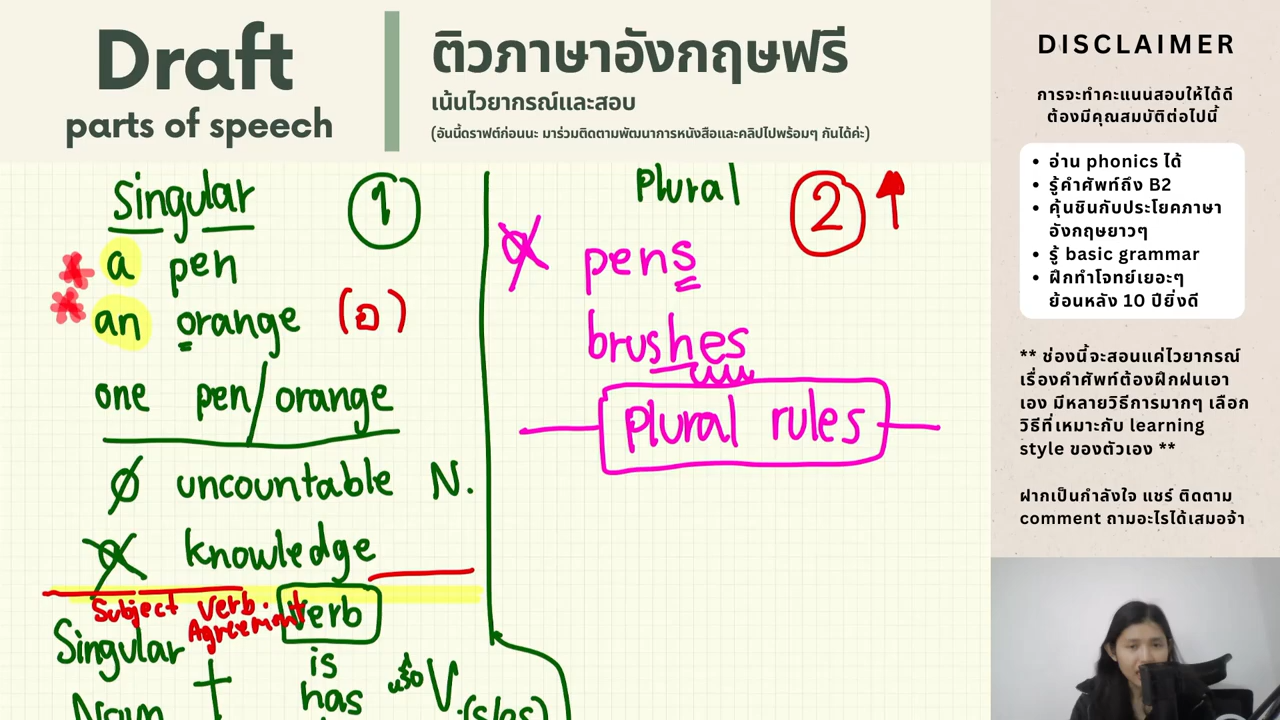 Draft
parts of speech
ติวภาษาอังกฤษฟรี
เน้นไวยากรณ์และสอบ
(อันนี้ดราฟต์ก่อนนะ มาร่วมติดตามพัฒนาการหนังสือและคลิปไปพร้อมๆ กันได้ค่ะ)
Singular 1
a pen
an orange (อ)
one pen/orange
∅ uncountable N.
a knowledge
Subject Verb Agreement
Singular Noun + verb
is
has
หรือ V.(s/es)
Plural 2
a pens
brushes
plural rules
DISCLAIMER
การจะทำคะแนนสอบให้ได้ดี
ต้องมีคุณสมบัติต่อไปนี้
• อ่าน phonics ได้
• รู้คำศัพท์ถึง B2
• คุ้นชินกับประโยคภาษา
อังกฤษยาวๆ
• รู้ basic grammar
• ฝึกทำโจทย์เยอะๆ
ย้อนหลัง 10 ปียิ่งดี
** ช่องนี้จะสอนแค่ไวยากรณ์
เรื่องคำศัพท์ต้องฝึกฝนเอา
เอง มีหลายวิธีการมากๆ เลือก
วิธีที่เหมาะกับ learning
style ของตัวเอง **
ฝากเป็นกำลังใจ แชร์ ติดตาม
comment ถามอะไรได้เสมอจ้า